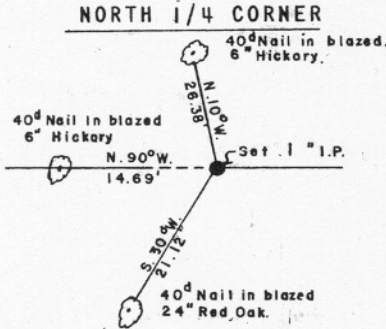 NORTH 1/4 CORNER
40d Nail in blazed.
6" Hickory.
N. 10° W.
26.38'
40d Nail in blazed
6" Hickory
N. 90° W.
14.69'
Set 1 " I.P.
S. 30° W.
21.12'
40d Nail in blazed
24" Red Oak.